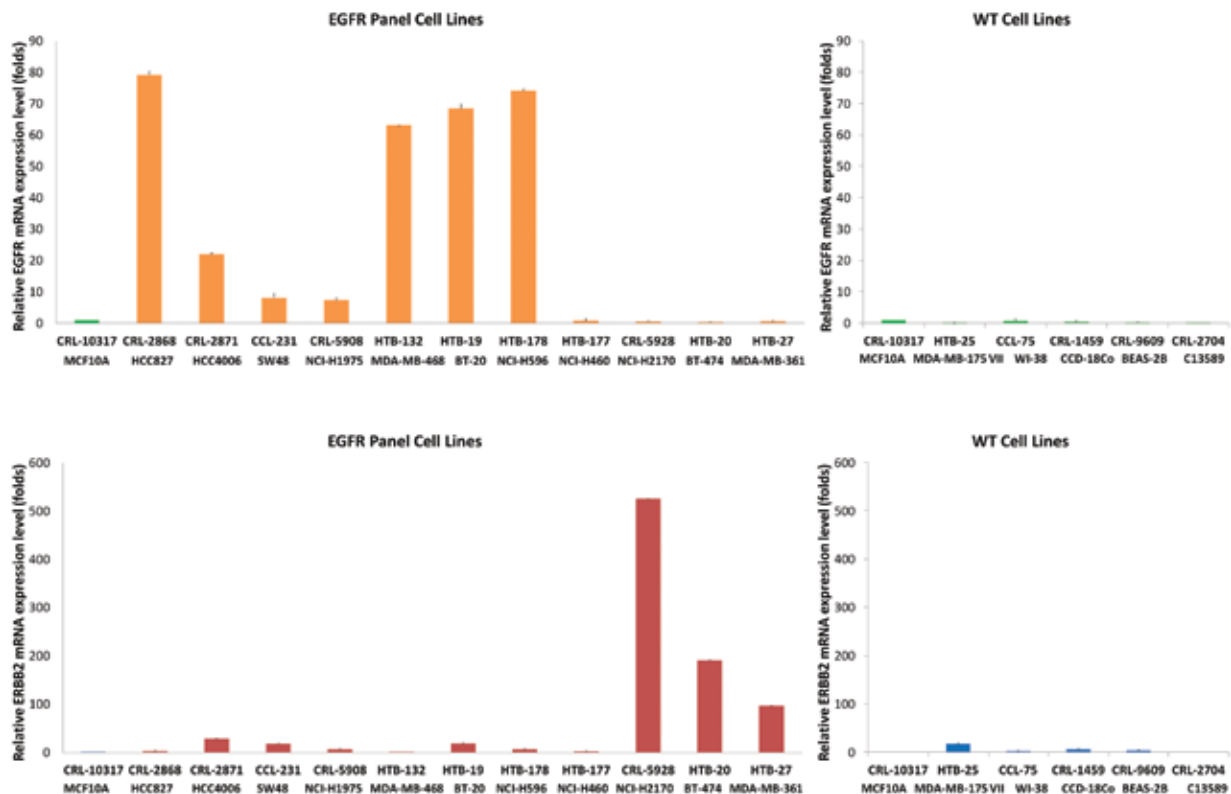 EGFR Panel Cell Lines
Relative EGFR mRNA expression level (folds)
90
80
70
60
50
40
30
20
10
0
CRL-10317 CRL-2868 CRL-2871 CCL-231 CRL-5908 HTB-132 HTB-19 HTB-178 HTB-177 CRL-5928 HTB-20 HTB-27
MCF10A HCC827 HCC4006 SW48 NCI-H1975 MDA-MB-468 BT-20 NCI-H596 NCI-H460 NCI-H2170 BT-474 MDA-MB-361
WT Cell Lines
Relative EGFR mRNA expression level (folds)
90
80
70
60
50
40
30
20
10
0
CRL-10317 HTB-25 CCL-75 CRL-1459 CRL-9609 CRL-2704
MCF10A MDA-MB-175 VII WI-38 CCD-18Co BEAS-2B C13589
EGFR Panel Cell Lines
Relative ERBB2 mRNA expression level (folds)
600
500
400
300
200
100
0
CRL-10317 CRL-2868 CRL-2871 CCL-231 CRL-5908 HTB-132 HTB-19 HTB-178 HTB-177 CRL-5928 HTB-20 HTB-27
MCF10A HCC827 HCC4006 SW48 NCI-H1975 MDA-MB-468 BT-20 NCI-H596 NCI-H460 NCI-H2170 BT-474 MDA-MB-361
WT Cell Lines
Relative ERBB2 mRNA expression level (folds)
600
500
400
300
200
100
0
CRL-10317 HTB-25 CCL-75 CRL-1459 CRL-9609 CRL-2704
MCF10A MDA-MB-175 VII WI-38 CCD-18Co BEAS-2B C13589